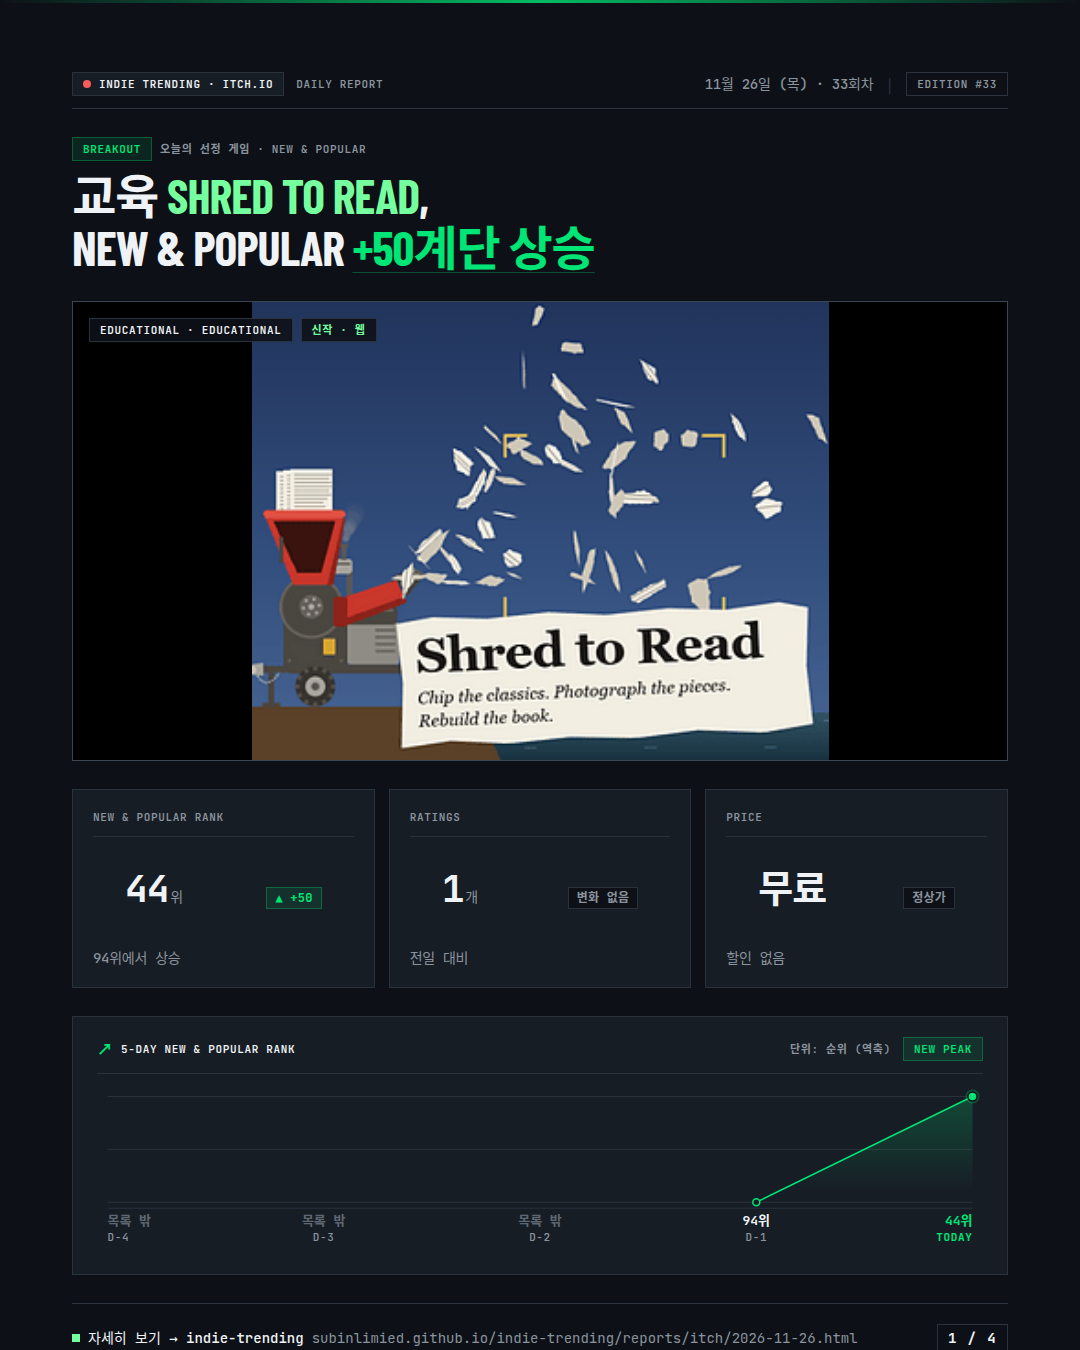 INDIE TRENDING · ITCH.IO DAILY REPORT 11월 26일 (목) · 33회차 EDITION #33
BREAKOUT 오늘의 선정 게임 · NEW & POPULAR
교육 SHRED TO READ,
NEW & POPULAR +50계단 상승
EDUCATIONAL · EDUCATIONAL 신작 · 웹
Shred to Read
Chip the classics. Photograph the pieces.
Rebuild the book.
NEW & POPULAR RANK
44위 ▲ +50
94위에서 상승
RATINGS
1개 변화 없음
전일 대비
PRICE
무료 정상가
할인 없음
↗ 5-DAY NEW & POPULAR RANK 단위: 순위 (역축) NEW PEAK
목록 밖 목록 밖 목록 밖 94위 44위
D-4 D-3 D-2 D-1 TODAY
자세히 보기 → indie-trending subinlimied.github.io/indie-trending/reports/itch/2026-11-26.html 1 / 4